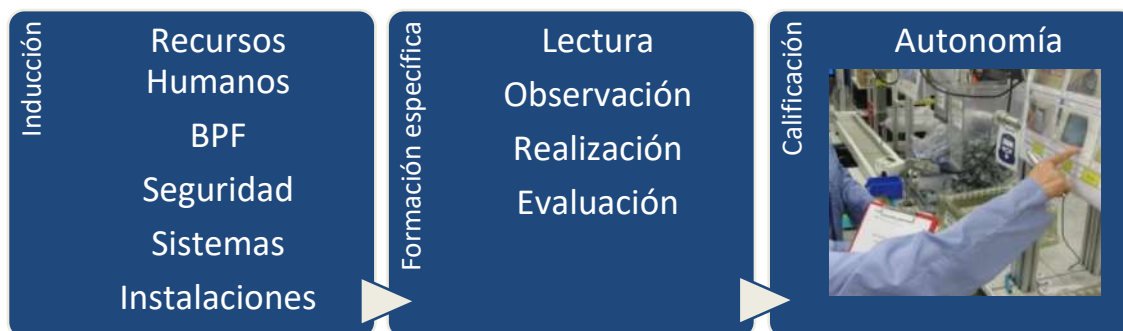 Inducción
Recursos
Humanos
BPF
Seguridad
Sistemas
Instalaciones
Formación específica
Lectura
Observación
Realización
Evaluación
Calificación
Autonomía